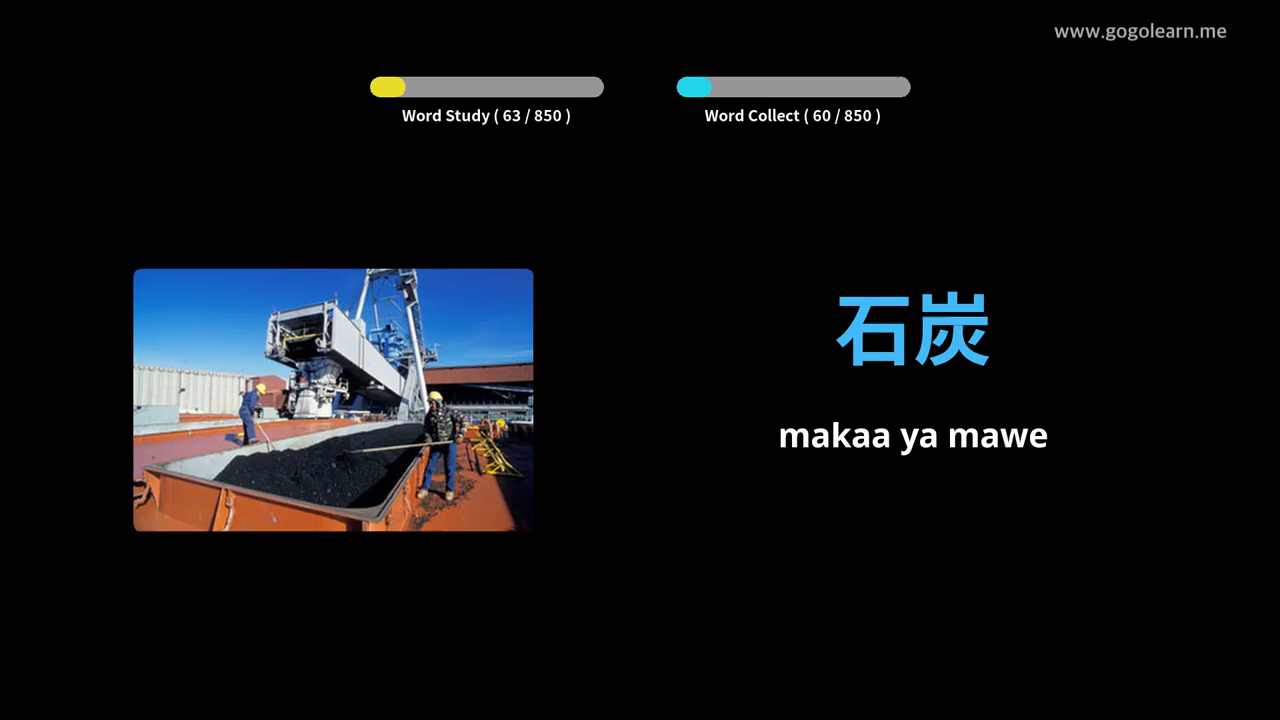 www.gogolearn.me
Word Study ( 63 / 850 )
Word Collect ( 60 / 850 )
石炭
makaa ya mawe